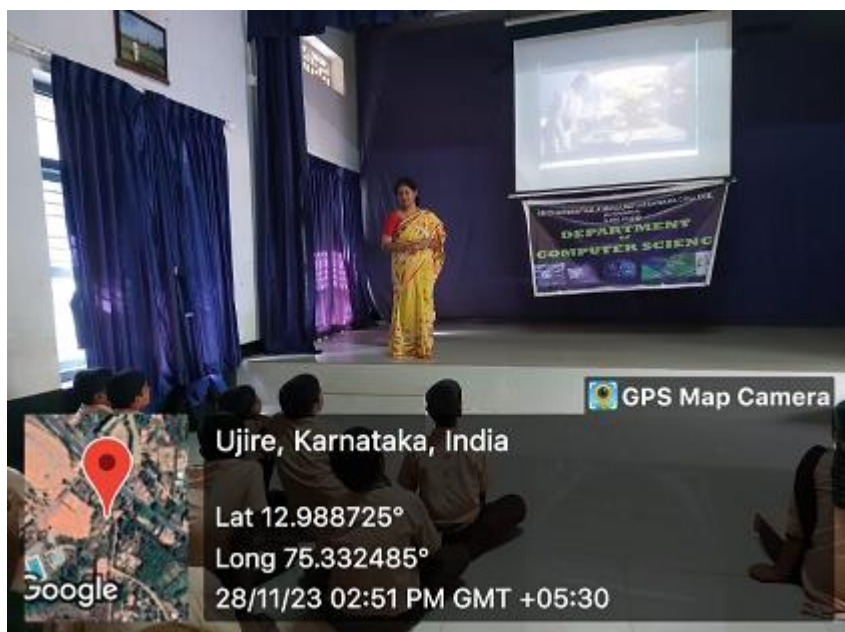 DEPARTMENT
of
COMPUTER SCIENC
GPS Map Camera
Ujire, Karnataka, India
Lat 12.988725°
Long 75.332485°
28/11/23 02:51 PM GMT +05:30
Google